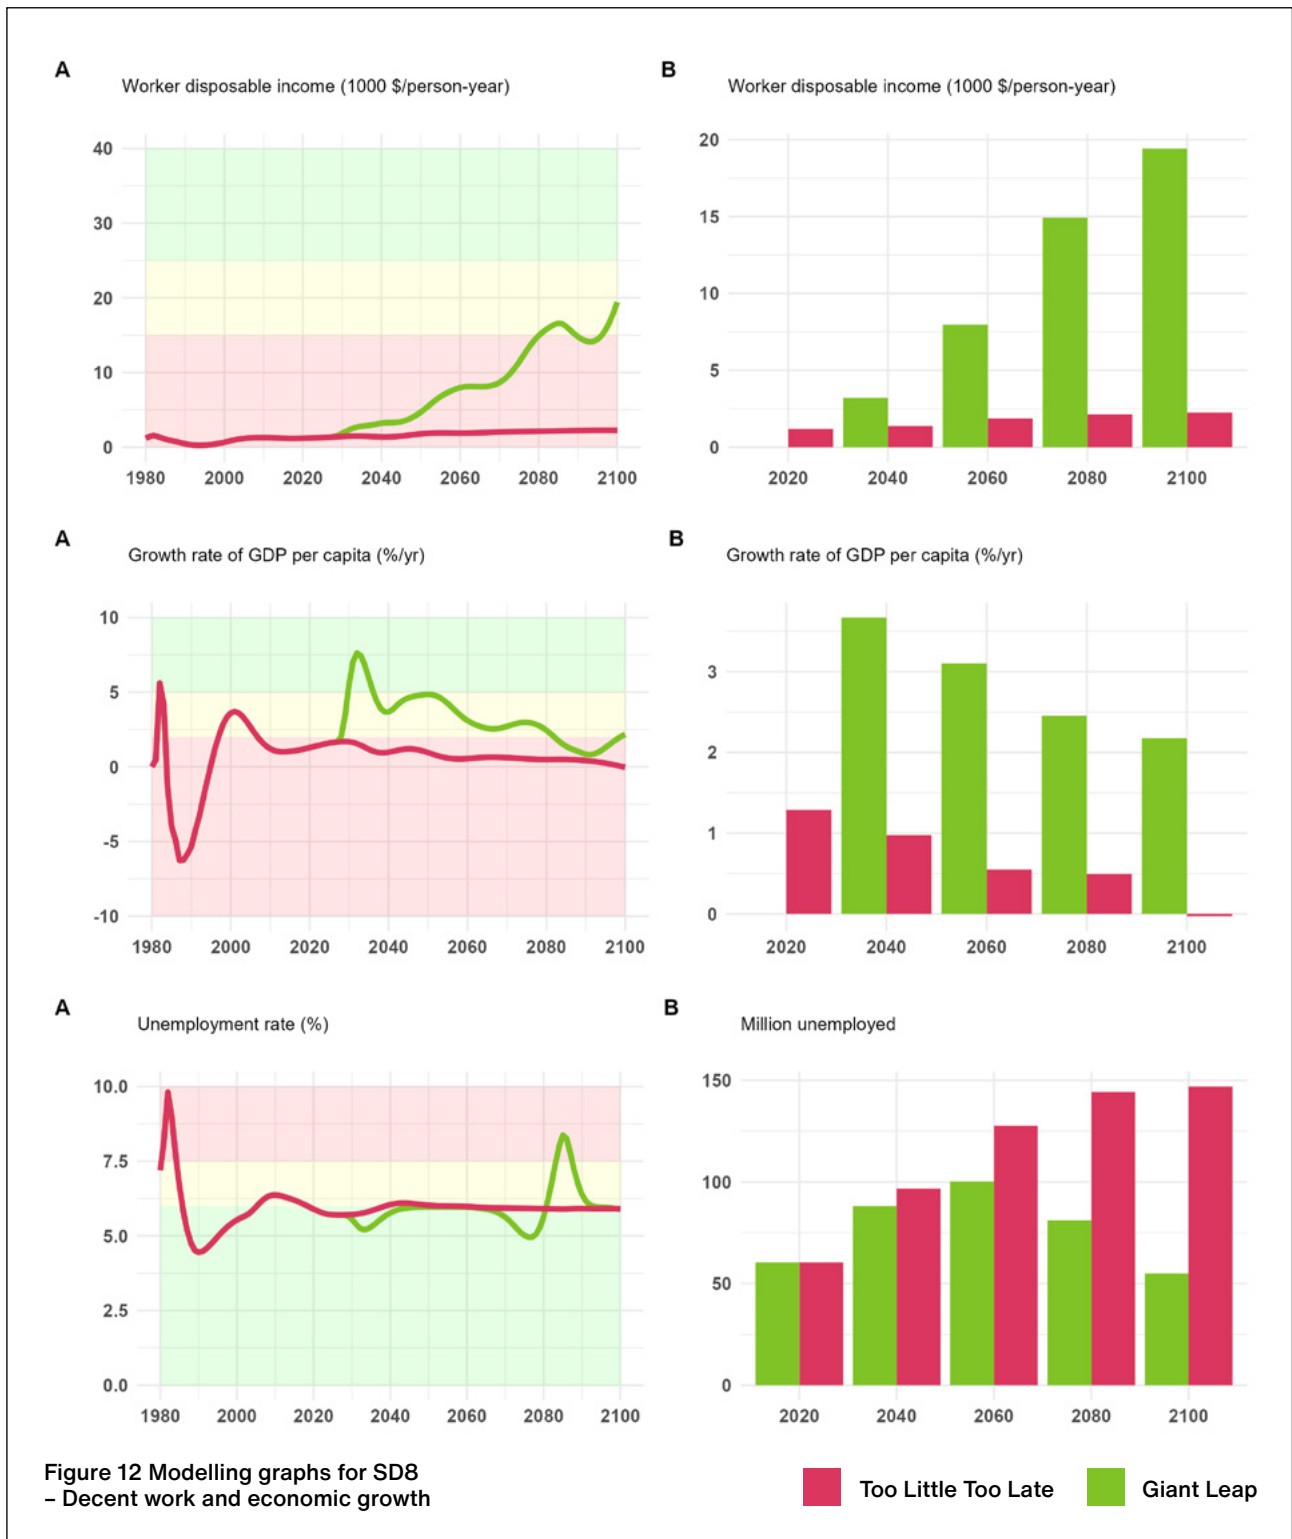 A
Worker disposable income (1000 $/person-year)
40
30
20
10
0
1980 2000 2020 2040 2060 2080 2100
B
Worker disposable income (1000 $/person-year)
20
15
10
5
0
2020 2040 2060 2080 2100
A
Growth rate of GDP per capita (%/yr)
10
5
0
-5
-10
1980 2000 2020 2040 2060 2080 2100
B
Growth rate of GDP per capita (%/yr)
3
2
1
0
2020 2040 2060 2080 2100
A
Unemployment rate (%)
10.0
7.5
5.0
2.5
0.0
1980 2000 2020 2040 2060 2080 2100
B
Million unemployed
150
100
50
0
2020 2040 2060 2080 2100
Figure 12 Modelling graphs for SD8
– Decent work and economic growth
Too Little Too Late Giant Leap